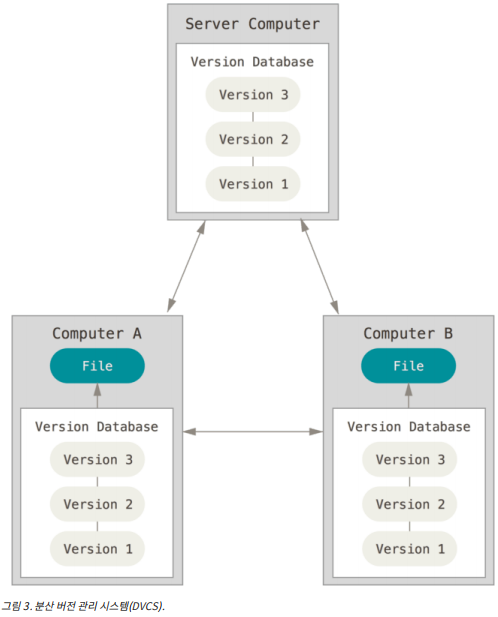 Server Computer
Version Database
Version 3
Version 2
Version 1
Computer A
File
Version Database
Version 3
Version 2
Version 1
Computer B
File
Version Database
Version 3
Version 2
Version 1
그림 3. 분산 버전 관리 시스템(DVCS).